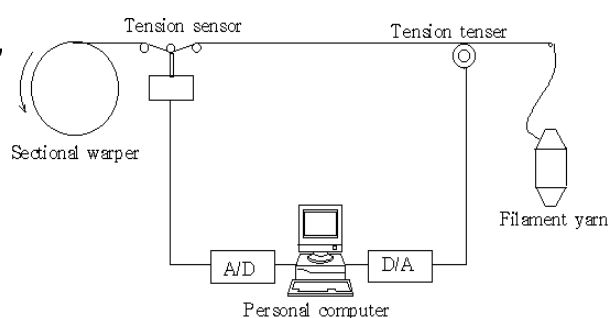 Tension sensor
Tension tenser
Sectional warper
Filament yarn
A/D
D/A
Personal computer